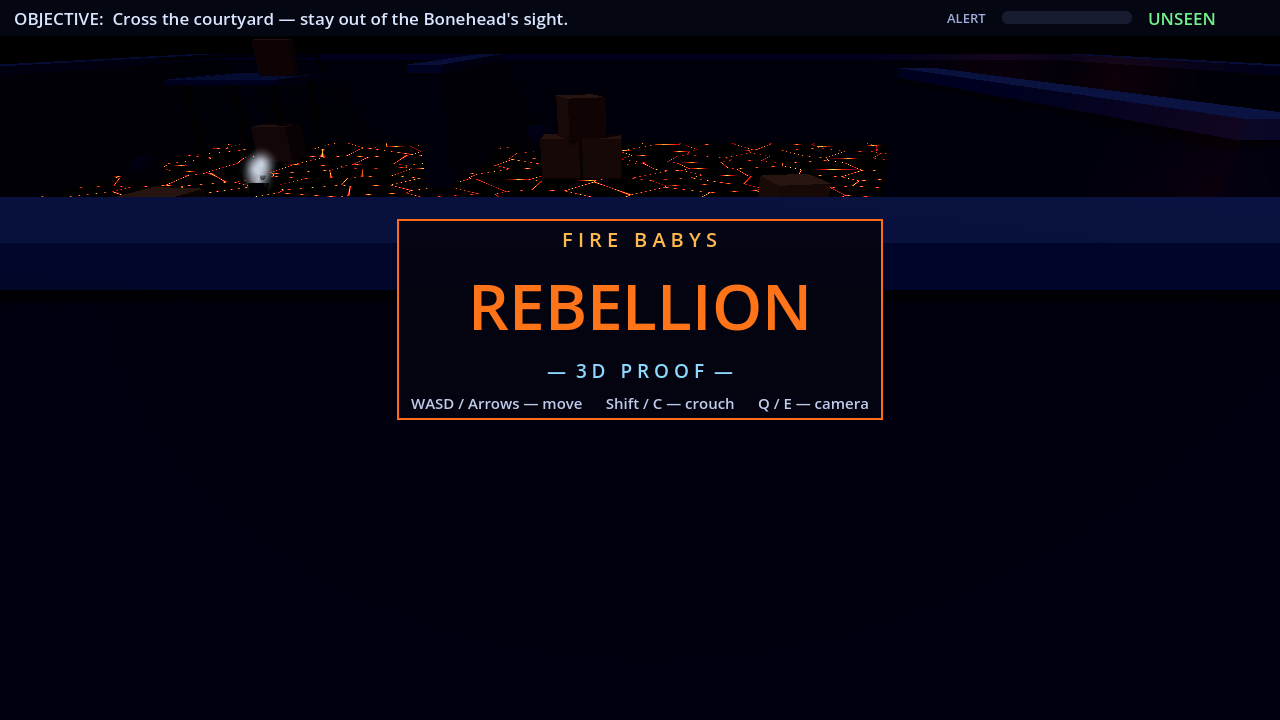 OBJECTIVE: Cross the courtyard — stay out of the Bonehead's sight.
ALERT UNSEEN
FIRE BABYS
REBELLION
— 3D PROOF —
WASD / Arrows — move Shift / C — crouch Q / E — camera